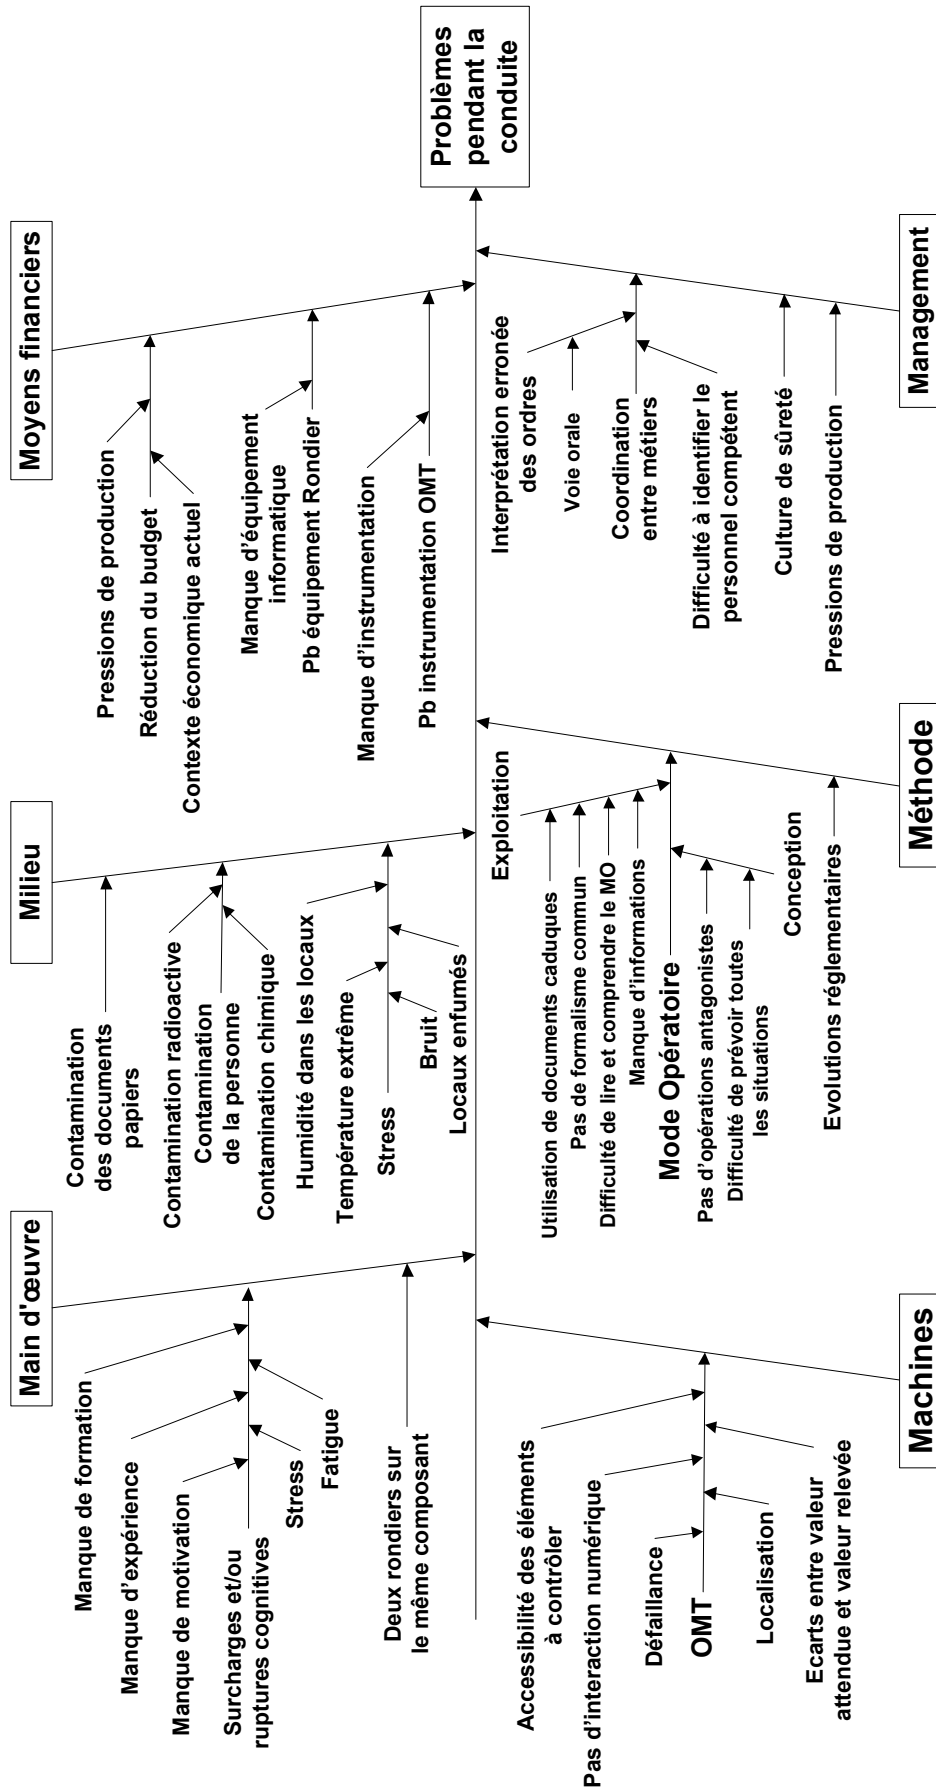 Main d'œuvre
Manque de formation
Manque d'expérience
Manque de motivation
Surcharges et/ou
ruptures cognitives
Stress
Fatigue
Deux rondiers sur
le même composant
Milieu
Contamination
des documents
papiers
Contamination radioactive
Contamination
de la personne
Contamination chimique
Humidité dans les locaux
Température extrême
Stress
Bruit
Locaux enfumés
Moyens financiers
Pressions de production
Réduction du budget
Contexte économique actuel
Manque d'équipement
informatique
Pb équipement Rondier
Manque d'instrumentation
Pb instrumentation OMT
Problèmes
pendant la
conduite
Accessibilité des éléments
à contrôler
Pas d'interaction numérique
Défaillance
OMT
Localisation
Ecarts entre valeur
attendue et valeur relevée
Machines
Exploitation
Utilisation de documents caduques
Pas de formalisme commun
Difficulté de lire et comprendre le MO
Manque d'informations
Mode Opératoire
Pas d'opérations antagonistes
Difficulté de prévoir toutes
les situations
Conception
Evolutions réglementaires
Méthode
Interprétation erronée
des ordres
Voie orale
Coordination
entre métiers
Difficulté à identifier le
personnel compétent
Culture de sûreté
Pressions de production
Management